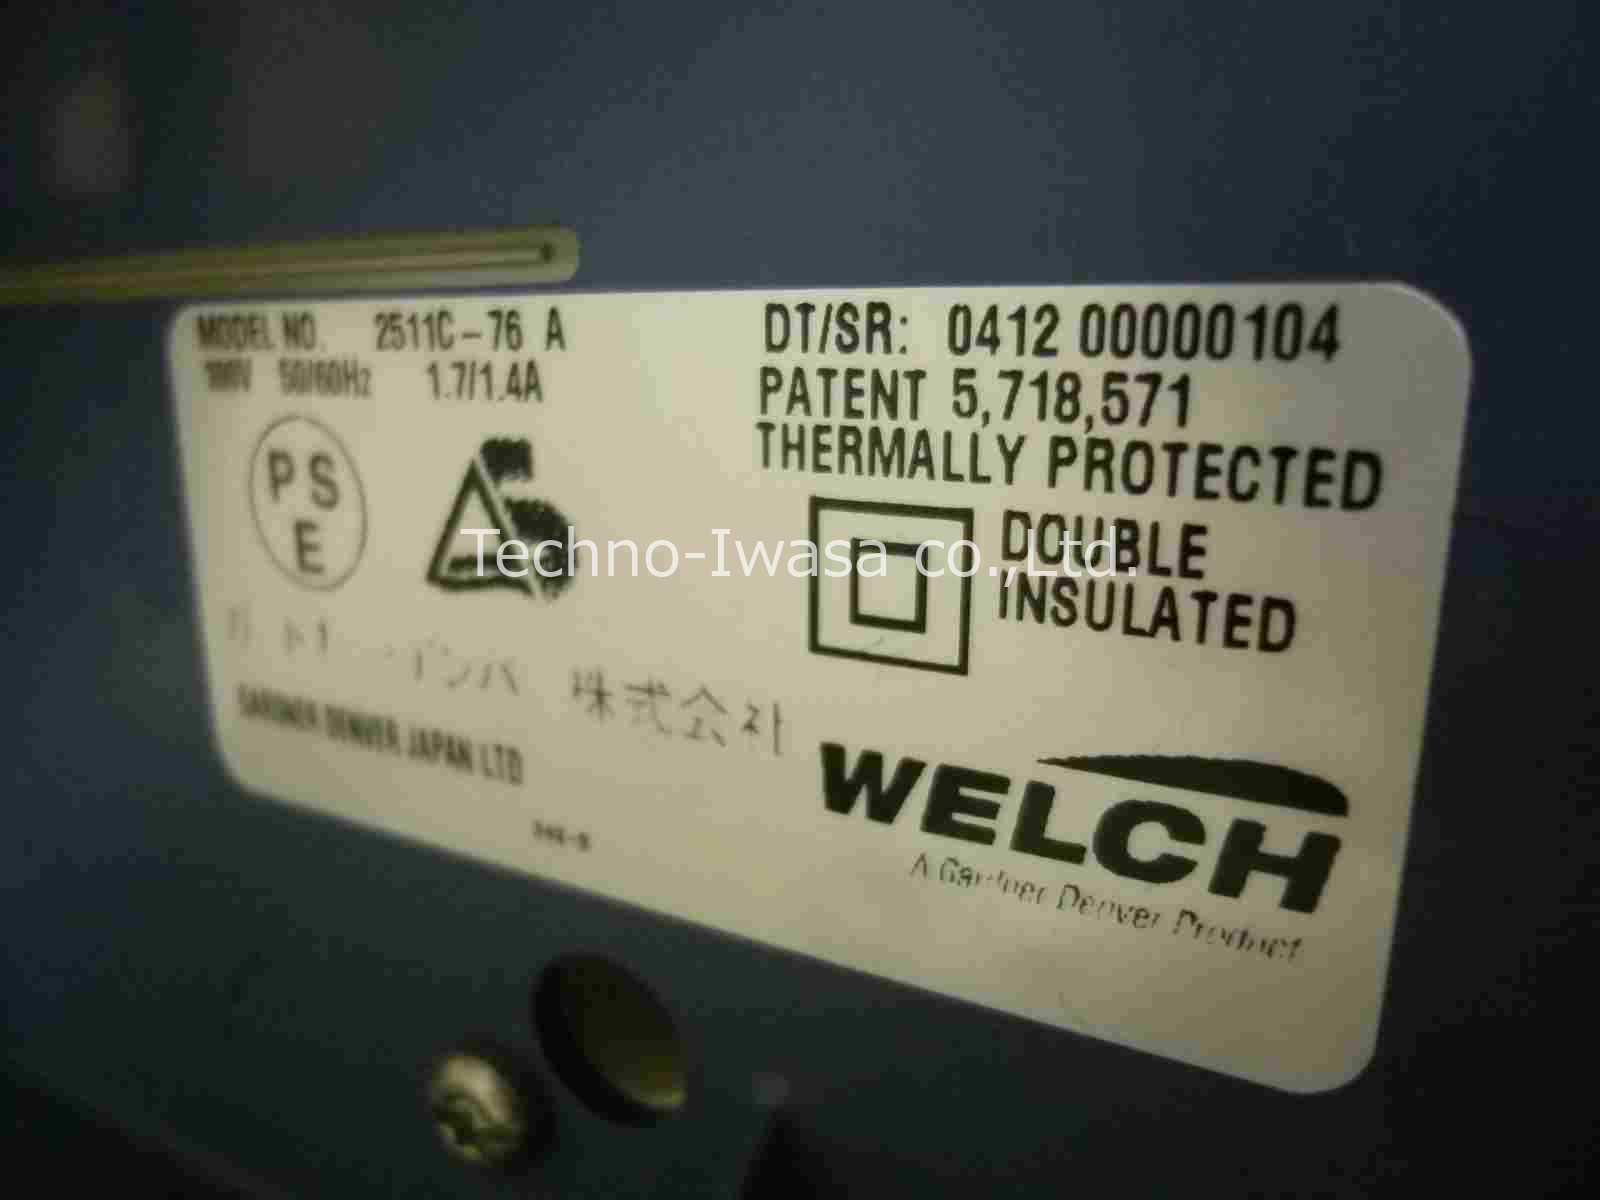 MODEL NO. 2511C-76 A
100V 50/60Hz 1.7/1.4A
PS
E
DT/SR: 0412 00000104
PATENT 5,718,571
THERMALLY PROTECTED
DOUBLE
INSULATED
Techno-Iwasa co.,Ltd.
株式会社
GARDNER DENVER JAPAN LTD
WELCH
A Gardner Denver Product